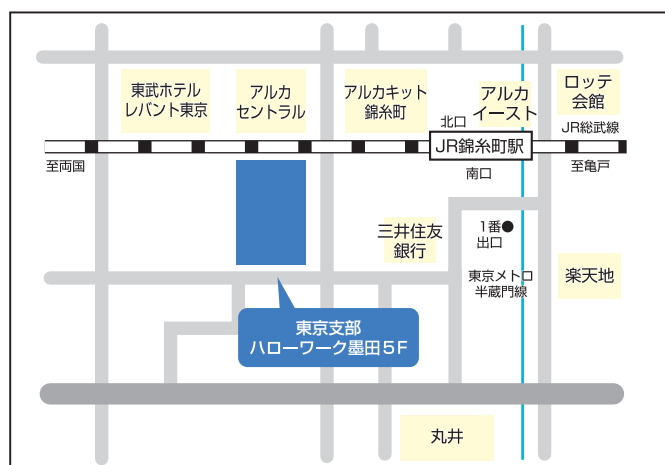 東武ホテル
レバント東京
アルカ
セントラル
アルカキット
錦糸町
アルカ
イースト
ロッテ
会館
北口
JR総武線
JR錦糸町駅
至両国
南口
至亀戸
三井住友
銀行
1番
出口
東京メトロ
半蔵門線
楽天地
東京支部
ハローワーク墨田5F
丸井